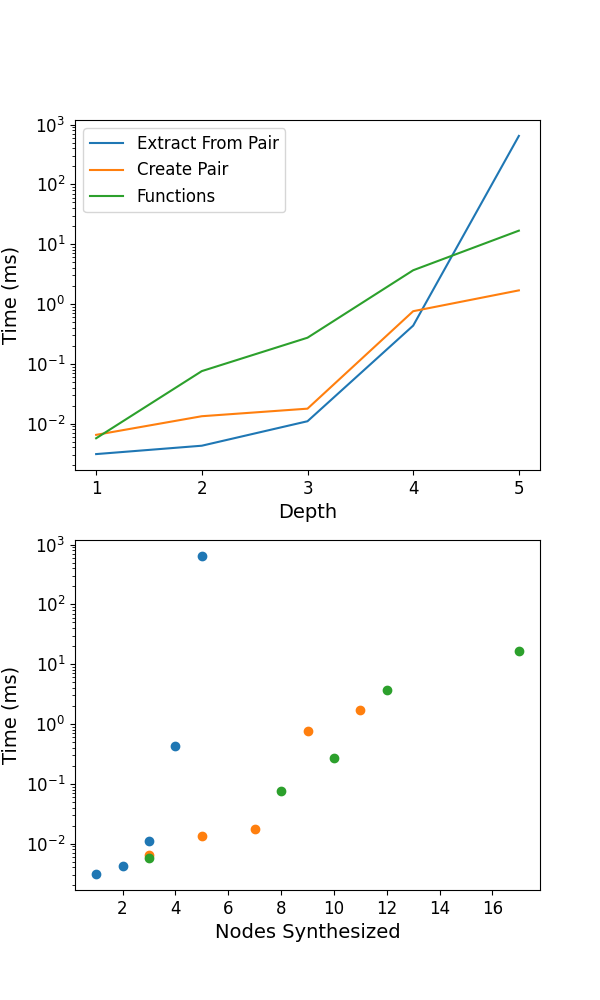 10³
10²
10¹
10⁰
10⁻¹
10⁻²
Time (ms)
Extract From Pair
Create Pair
Functions
1 2 3 4 5
Depth
10³
10²
10¹
10⁰
10⁻¹
10⁻²
Time (ms)
2 4 6 8 10 12 14 16
Nodes Synthesized